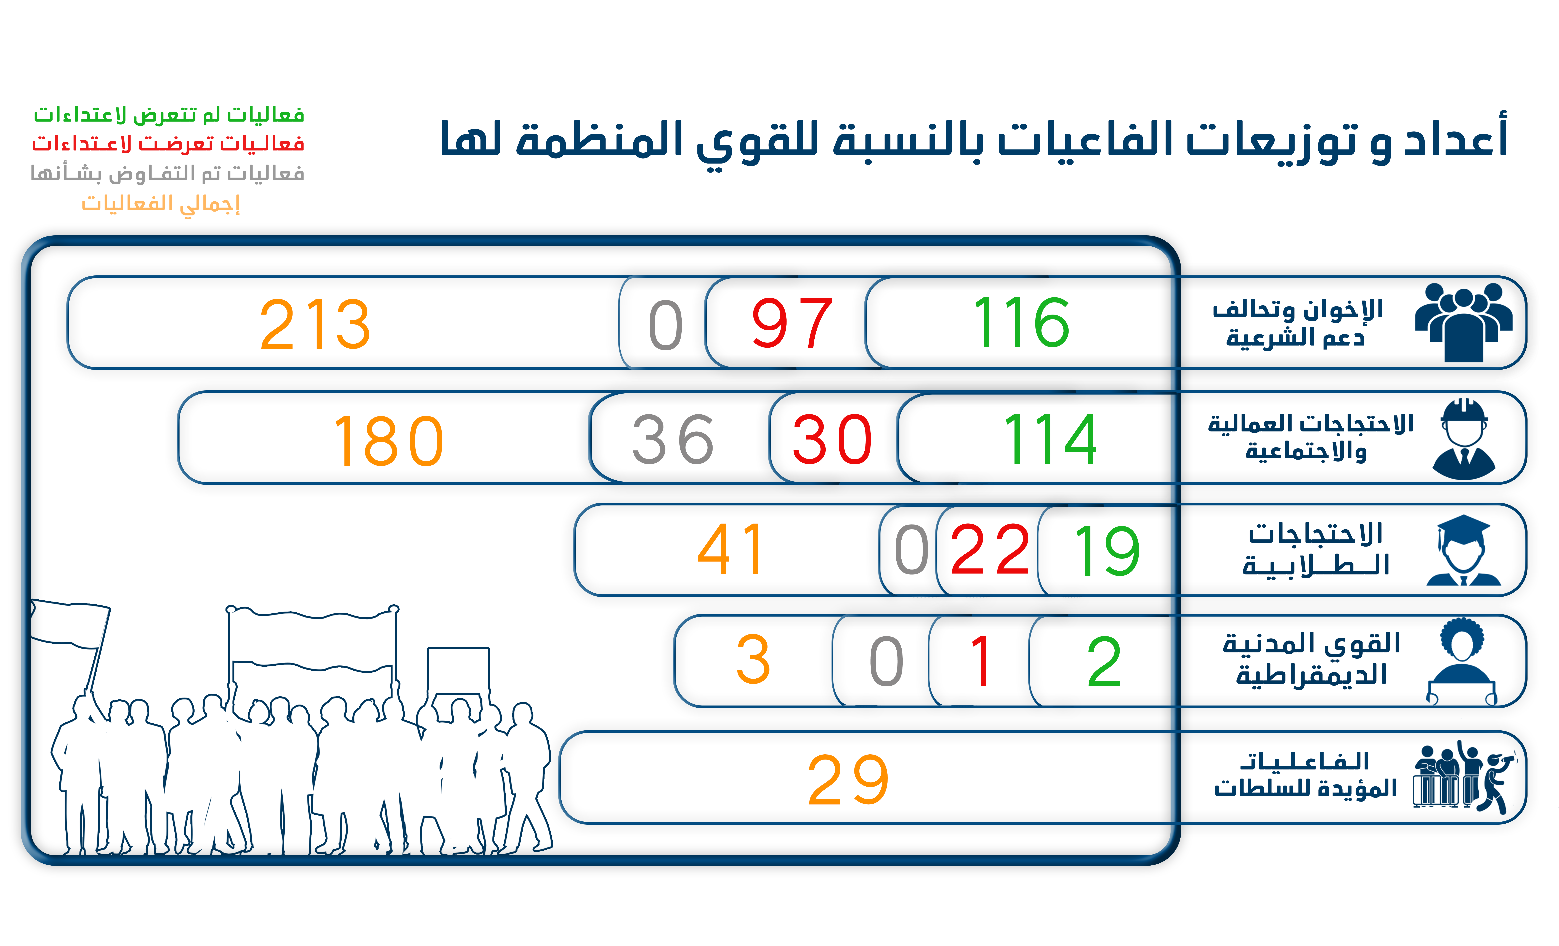 أعداد و توزيعات الفاعيات بالنسبة للقوي المنظمة لها
فعاليات لم تتعرض لاعتداءات
فعاليات تعرضت لاعتداءات
فعاليات تم التفاوض بشأنها
إجمالي الفعاليات
الإخوان وتحالف
دعم الشرعية
116 97 0 213
الاحتجاجات العمالية
والاجتماعية
114 30 36 180
الاحتجاجات
الطلابية
19 22 0 41
القوي المدنية
الديمقراطية
2 1 0 3
الفاعليات
المؤيدة للسلطات
29